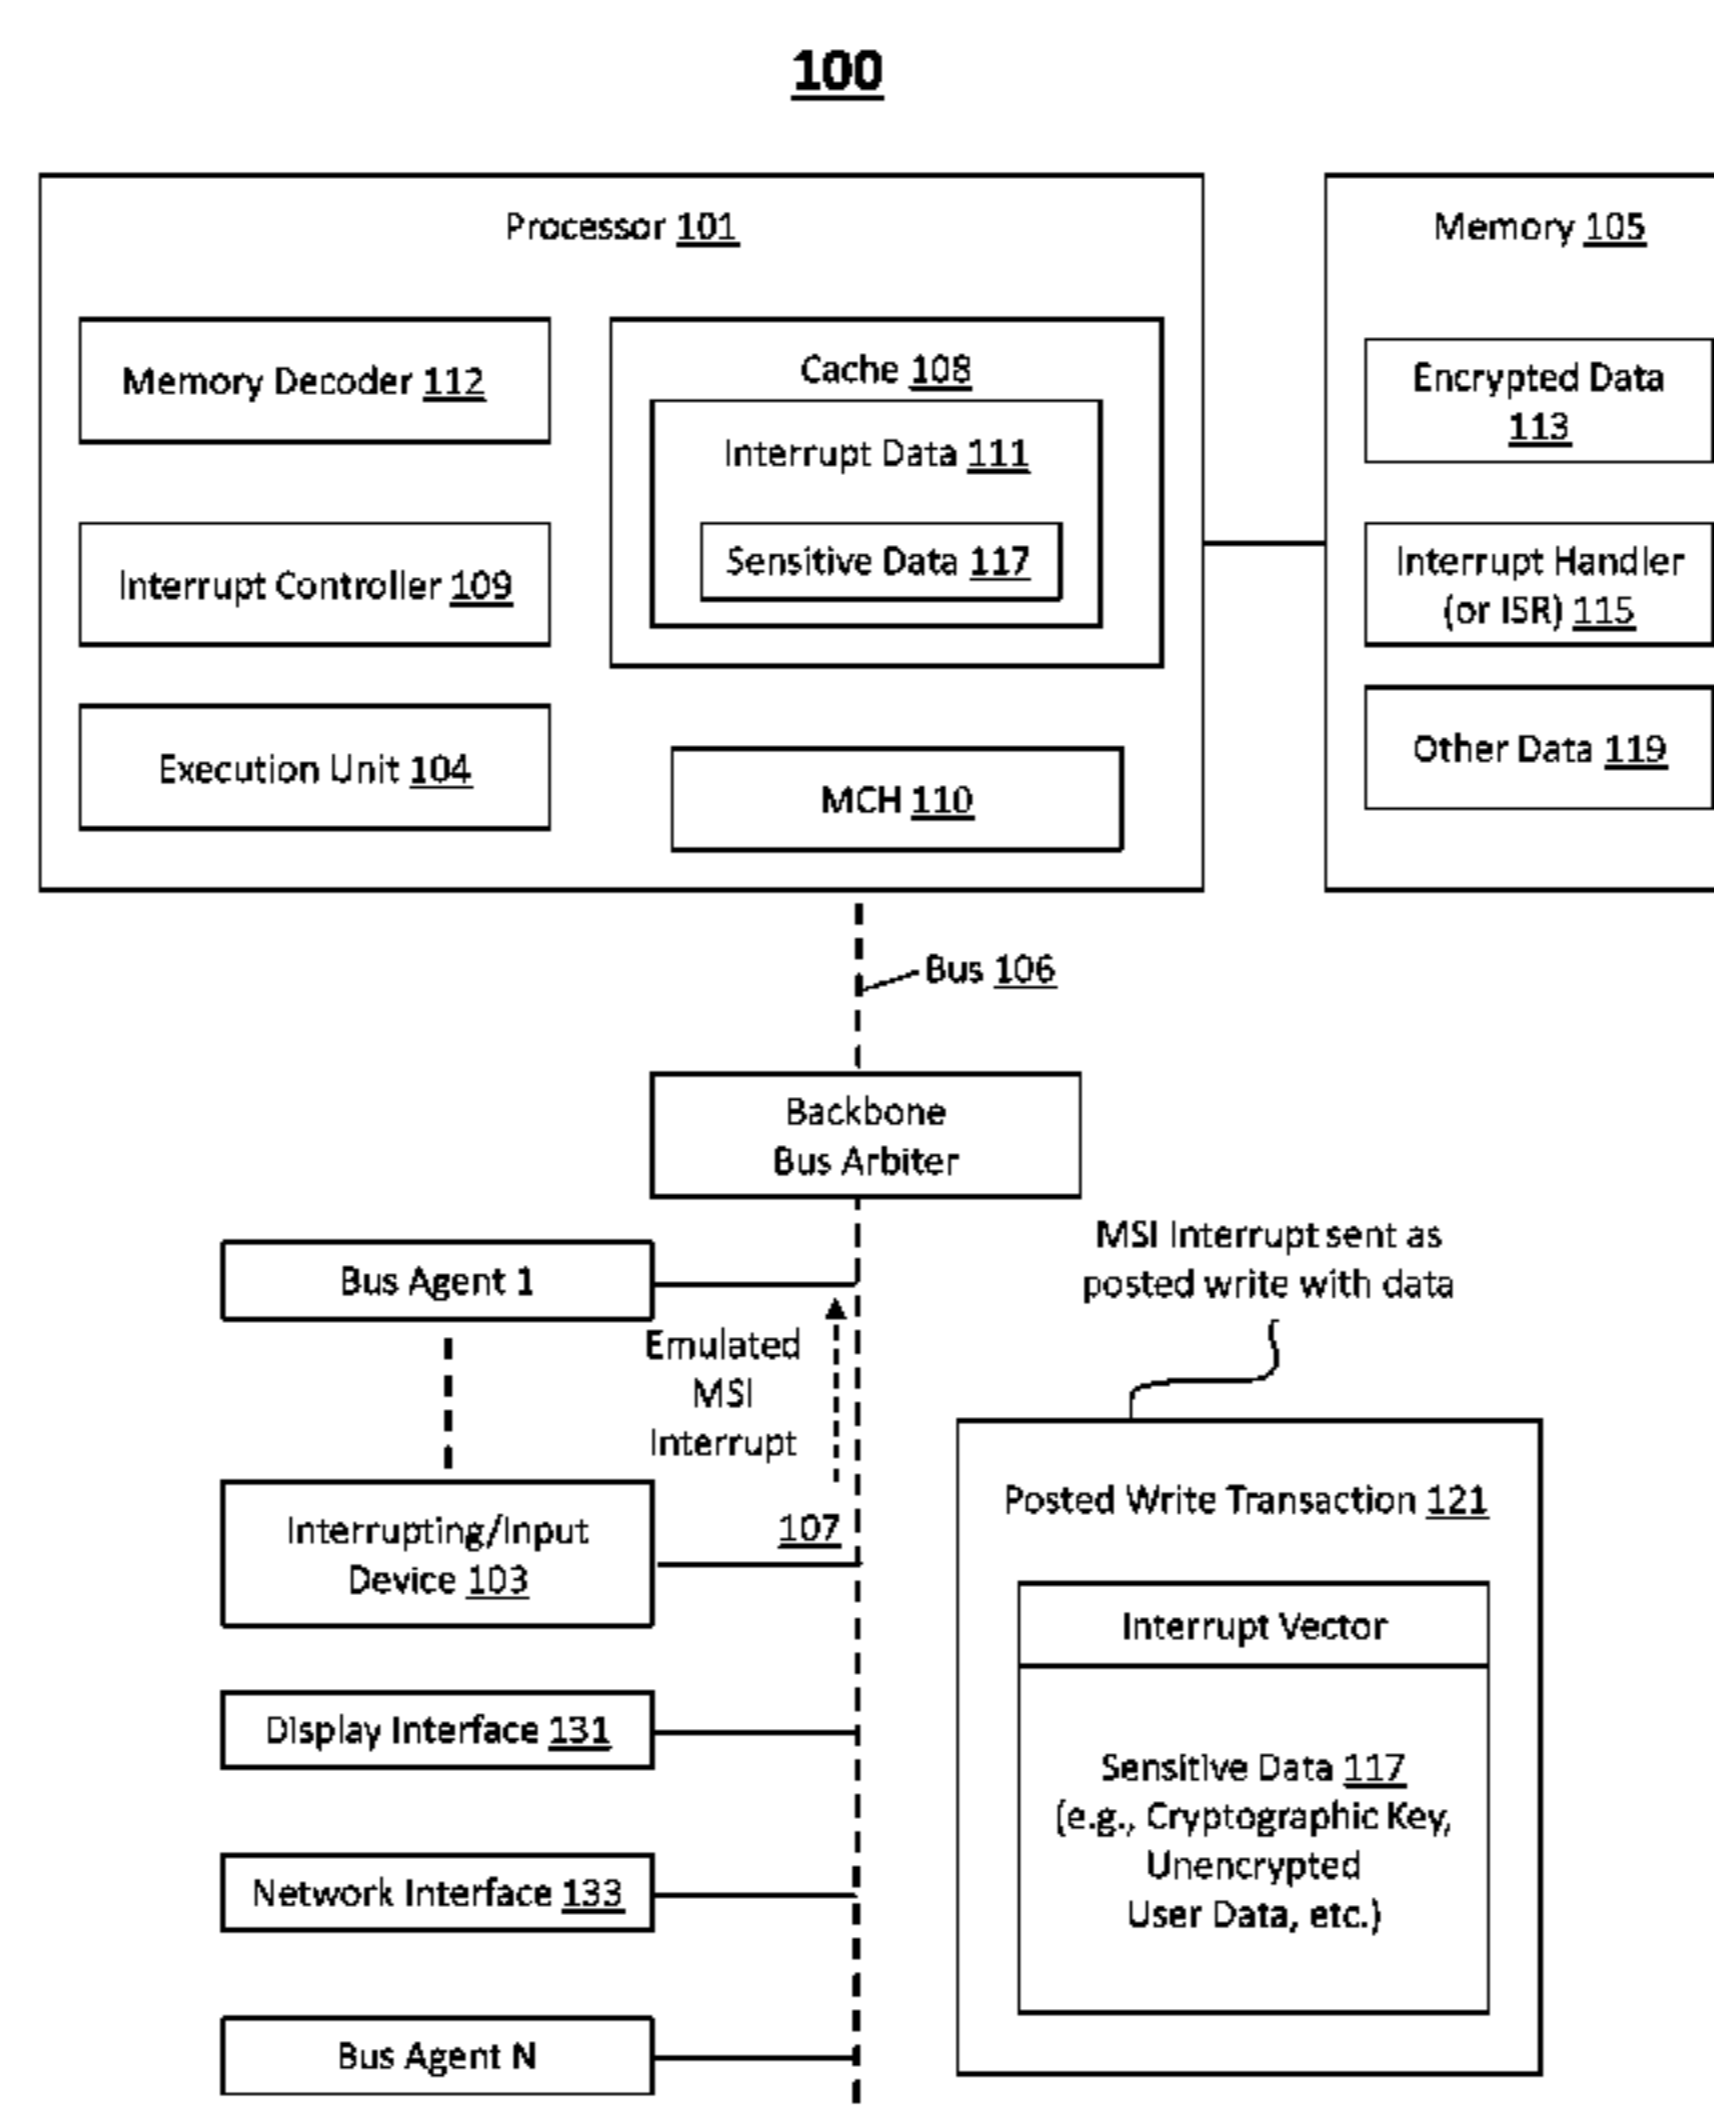 100
Processor 101
Memory Decoder 112
Interrupt Controller 109
Execution Unit 104
Cache 108
Interrupt Data 111
Sensitive Data 117
MCH 110
Memory 105
Encrypted Data
113
Interrupt Handler
(or ISR) 115
Other Data 119
Bus 106
Backbone
Bus Arbiter
Bus Agent 1
Emulated
MSI
Interrupt
107
Interrupting/Input
Device 103
Display Interface 131
Network Interface 133
Bus Agent N
MSI Interrupt sent as
posted write with data
Posted Write Transaction 121
Interrupt Vector
Sensitive Data 117
(e.g., Cryptographic Key,
Unencrypted
User Data, etc.)